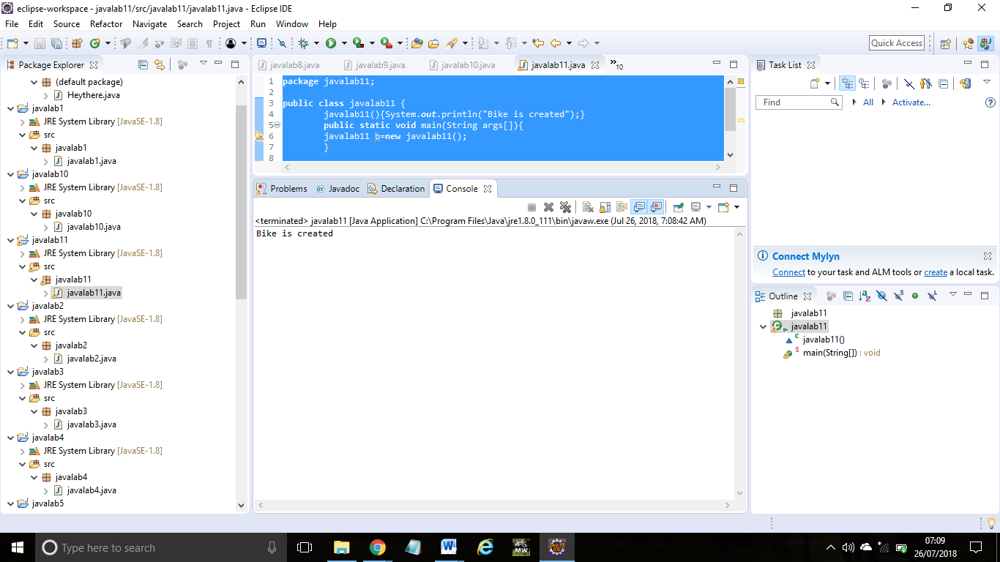 eclipse-workspace - javalab11/src/javalab11/javalab11.java - Eclipse IDE
File Edit Source Refactor Navigate Search Project Run Window Help
Quick Access
Package Explorer
(default package)
Heythere.java
javalab1
JRE System Library [JavaSE-1.8]
src
javalab1
javalab1.java
javalab10
JRE System Library [JavaSE-1.8]
src
javalab10
javalab10.java
javalab11
JRE System Library [JavaSE-1.8]
src
javalab11
javalab11.java
javalab2
JRE System Library [JavaSE-1.8]
src
javalab2
javalab2.java
javalab3
JRE System Library [JavaSE-1.8]
src
javalab3
javalab3.java
javalab4
JRE System Library [JavaSE-1.8]
src
javalab4
javalab4.java
javalab5
javalab8.java javalab9.java javalab10.java javalab11.java »10
1 package javalab11;
2
3 public class javalab11 {
4 javalab11(){System.out.println("Bike is created");}
5 public static void main(String args[]){
6 javalab11 b=new javalab11();
7 }
8
Problems @ Javadoc Declaration Console
<terminated> javalab11 [Java Application] C:\Program Files\Java\jre1.8.0_111\bin\javaw.exe (Jul 26, 2018, 7:08:42 AM)
Bike is created
Task List
Find All Activate...
Connect Mylyn
Connect to your task and ALM tools or create a local task.
Outline
javalab11
javalab11
javalab11()
main(String[]) : void
Type here to search
07:09
26/07/2018